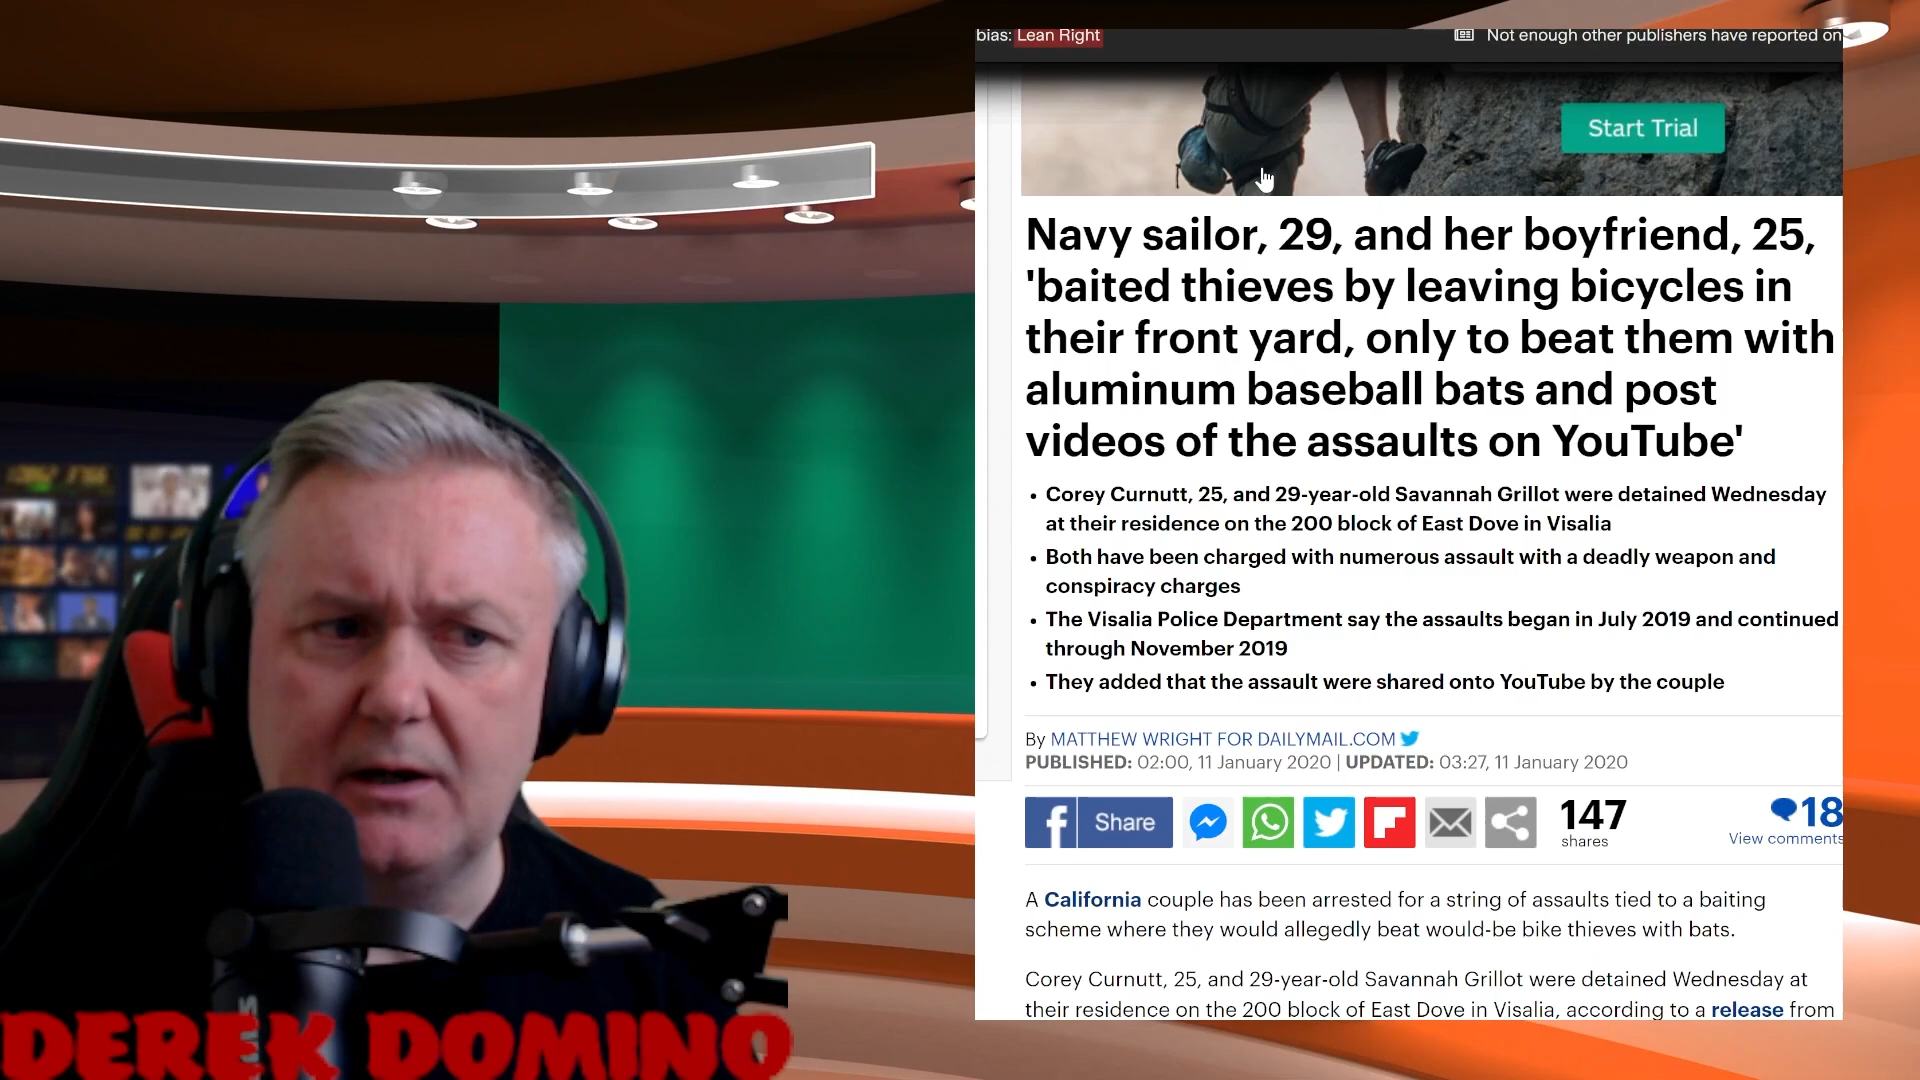 bias: Lean Right
Not enough other publishers have reported on
Start Trial
Navy sailor, 29, and her boyfriend, 25,
'baited thieves by leaving bicycles in
their front yard, only to beat them with
aluminum baseball bats and post
videos of the assaults on YouTube'
• Corey Curnutt, 25, and 29-year-old Savannah Grillot were detained Wednesday
at their residence on the 200 block of East Dove in Visalia
• Both have been charged with numerous assault with a deadly weapon and
conspiracy charges
• The Visalia Police Department say the assaults began in July 2019 and continued
through November 2019
• They added that the assault were shared onto YouTube by the couple
By MATTHEW WRIGHT FOR DAILYMAIL.COM
PUBLISHED: 02:00, 11 January 2020 | UPDATED: 03:27, 11 January 2020
f Share
147
shares
18
View comments
A California couple has been arrested for a string of assaults tied to a baiting
scheme where they would allegedly beat would-be bike thieves with bats.
Corey Curnutt, 25, and 29-year-old Savannah Grillot were detained Wednesday at
their residence on the 200 block of East Dove in Visalia, according to a release from
DEREK DOMINO